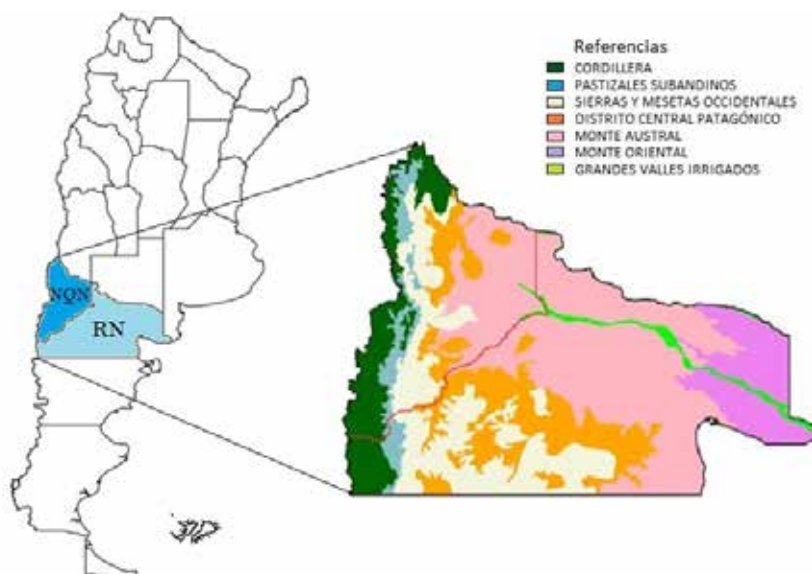 Referencias
CORDILLERA
PASTIZALES SUBANDINOS
SIERRAS Y MESETAS OCCIDENTALES
DISTRITO CENTRAL PATAGÓNICO
MONTE AUSTRAL
MONTE ORIENTAL
GRANDES VALLES IRRIGADOS
NQN
RN